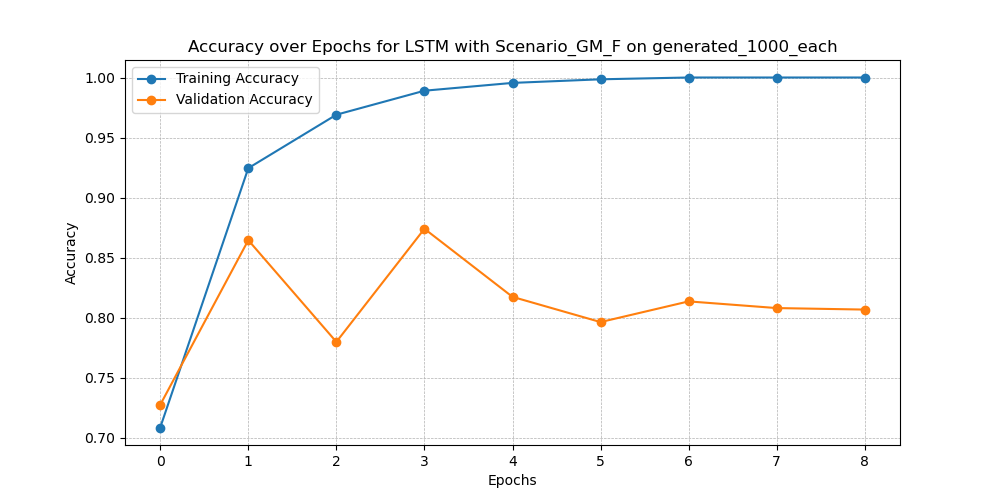 Accuracy over Epochs for LSTM with Scenario_GM_F on generated_1000_each
Training Accuracy
Validation Accuracy
Accuracy
1.00
0.95
0.90
0.85
0.80
0.75
0.70
0 1 2 3 4 5 6 7 8
Epochs